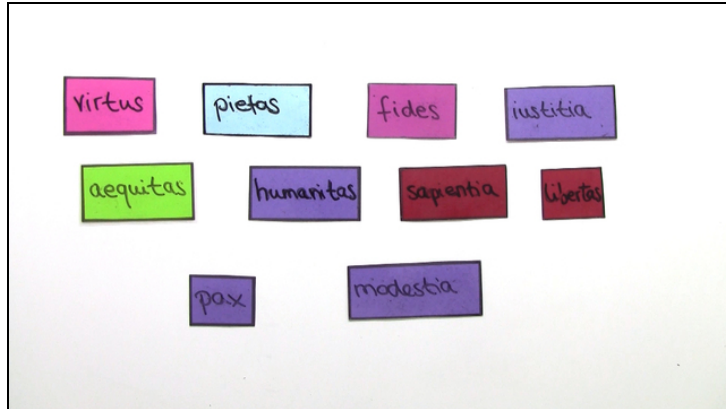 virtus pietas fides iustitia
aequitas humanitas sapientia libertas
pax modestia